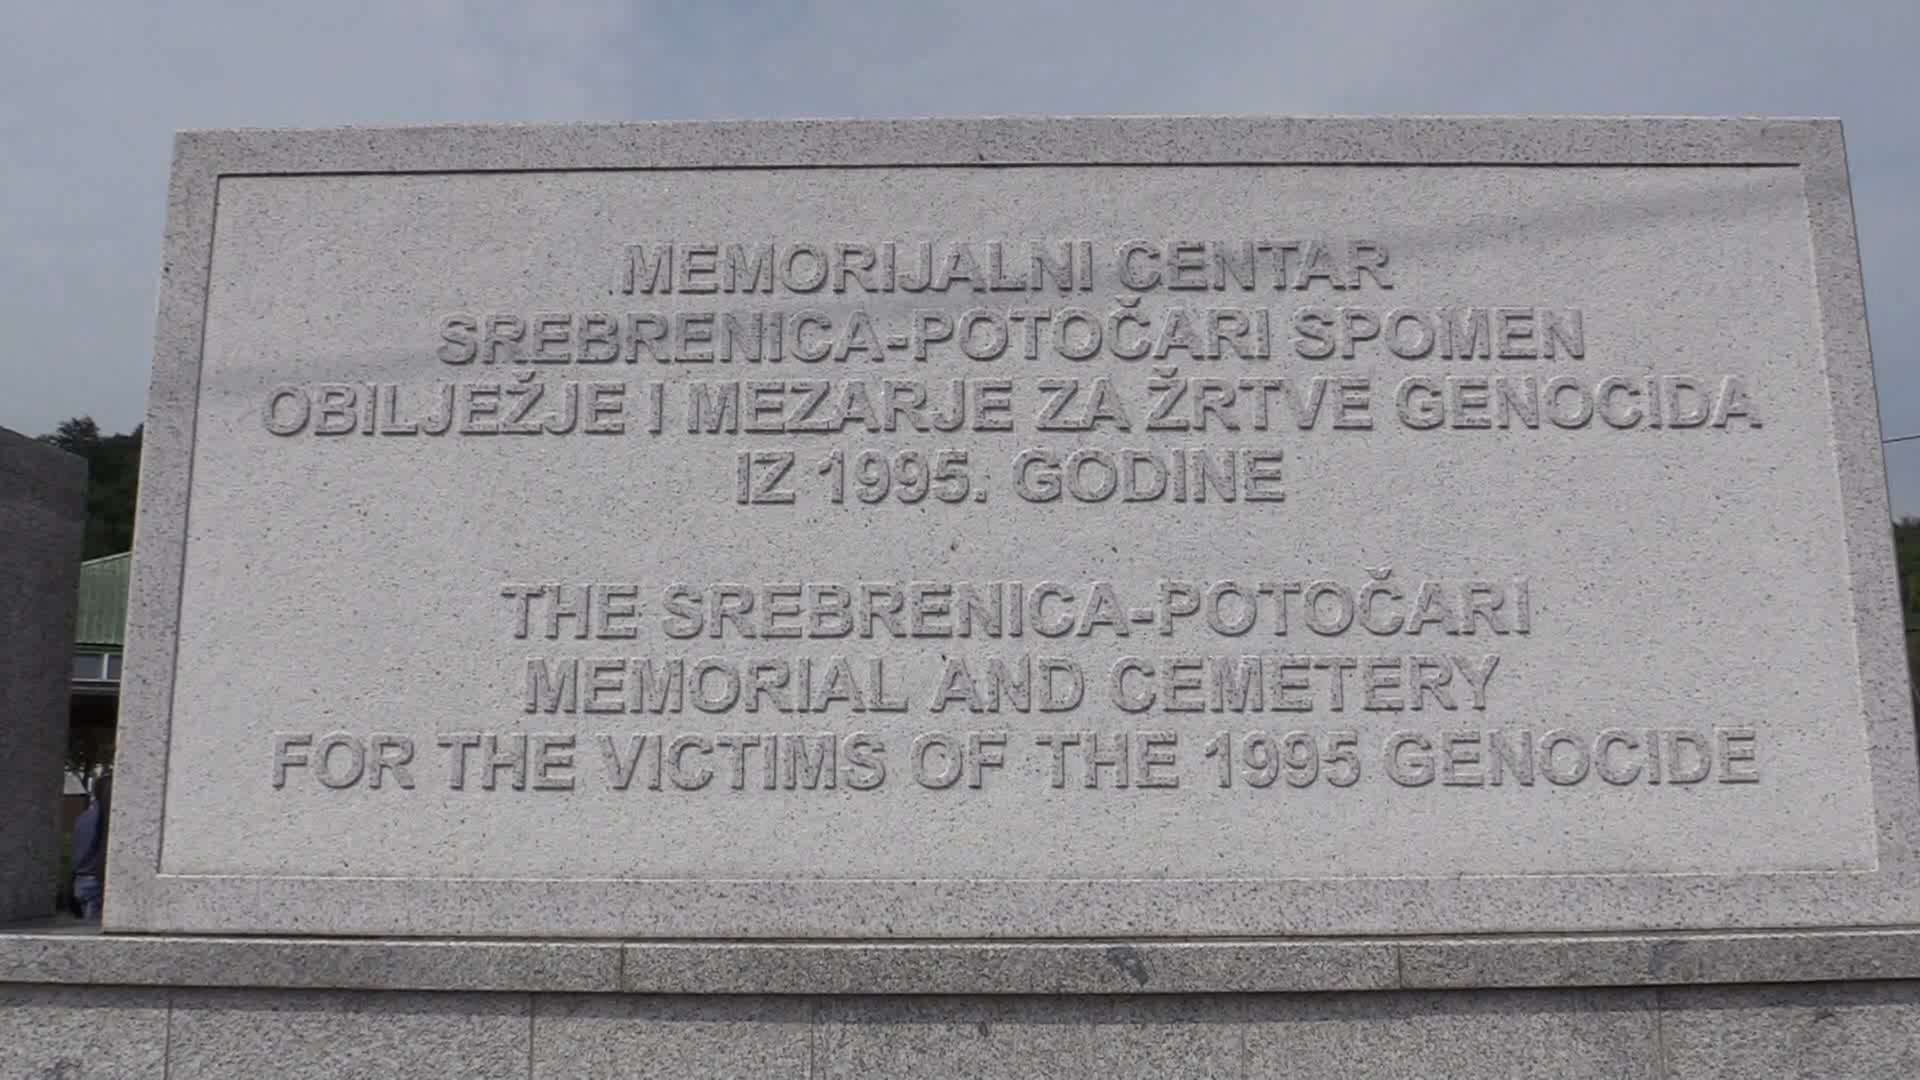 MEMORIJALNI CENTAR
SREBRENICA-POTOČARI SPOMEN
OBILJEŽJE I MEZARJE ZA ŽRTVE GENOCIDA
IZ 1995. GODINE
THE SREBRENICA-POTOČARI
MEMORIAL AND CEMETERY
FOR THE VICTIMS OF THE 1995 GENOCIDE